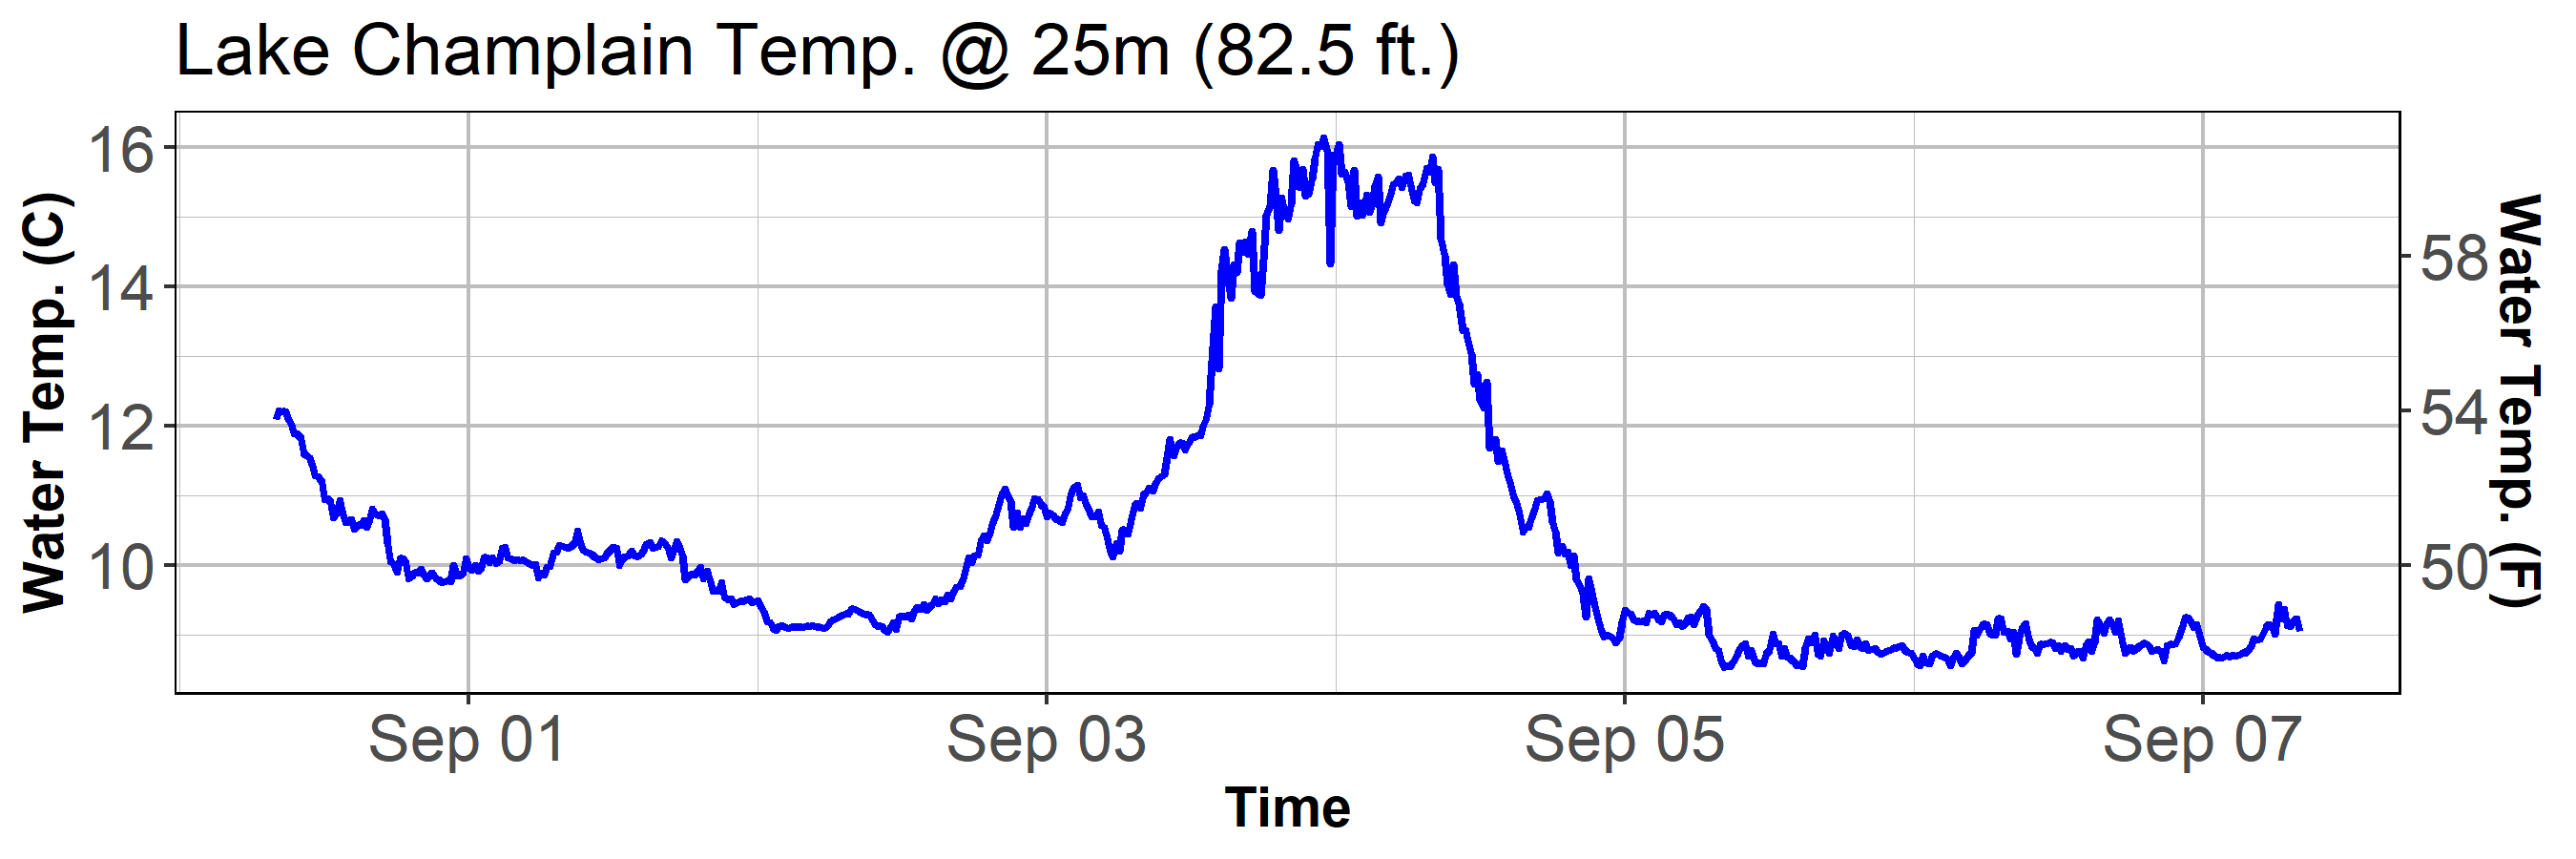 Lake Champlain Temp. @ 25m (82.5 ft.)
Water Temp. (C)
16
14
12
10
58
54
50
Water Temp. (F)
Sep 01
Sep 03
Sep 05
Sep 07
Time